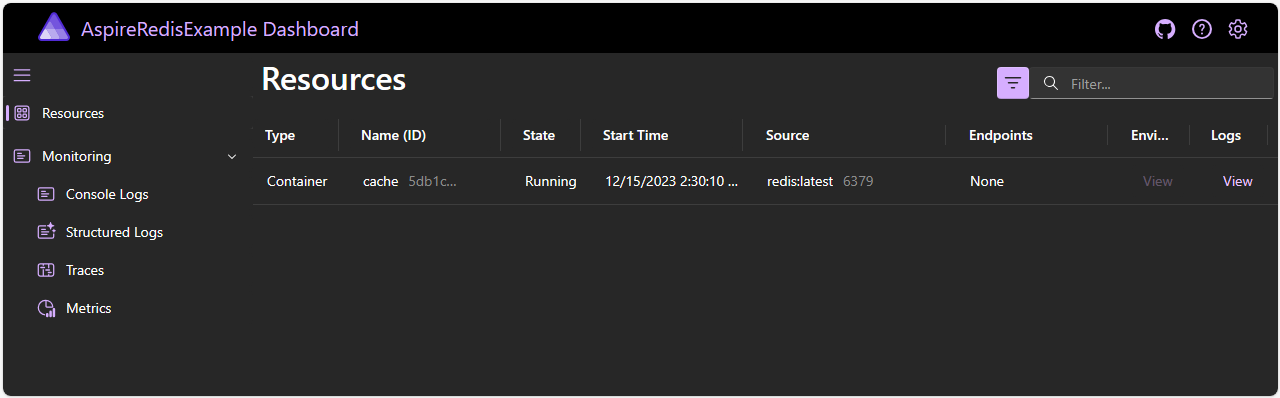 AspireRedisExample Dashboard
Resources
Filter...
Resources
Monitoring
Console Logs
Structured Logs
Traces
Metrics
Type Name (ID) State Start Time Source Endpoints Envi... Logs
Container cache 5db1c... Running 12/15/2023 2:30:10 ... redis:latest 6379 None View View